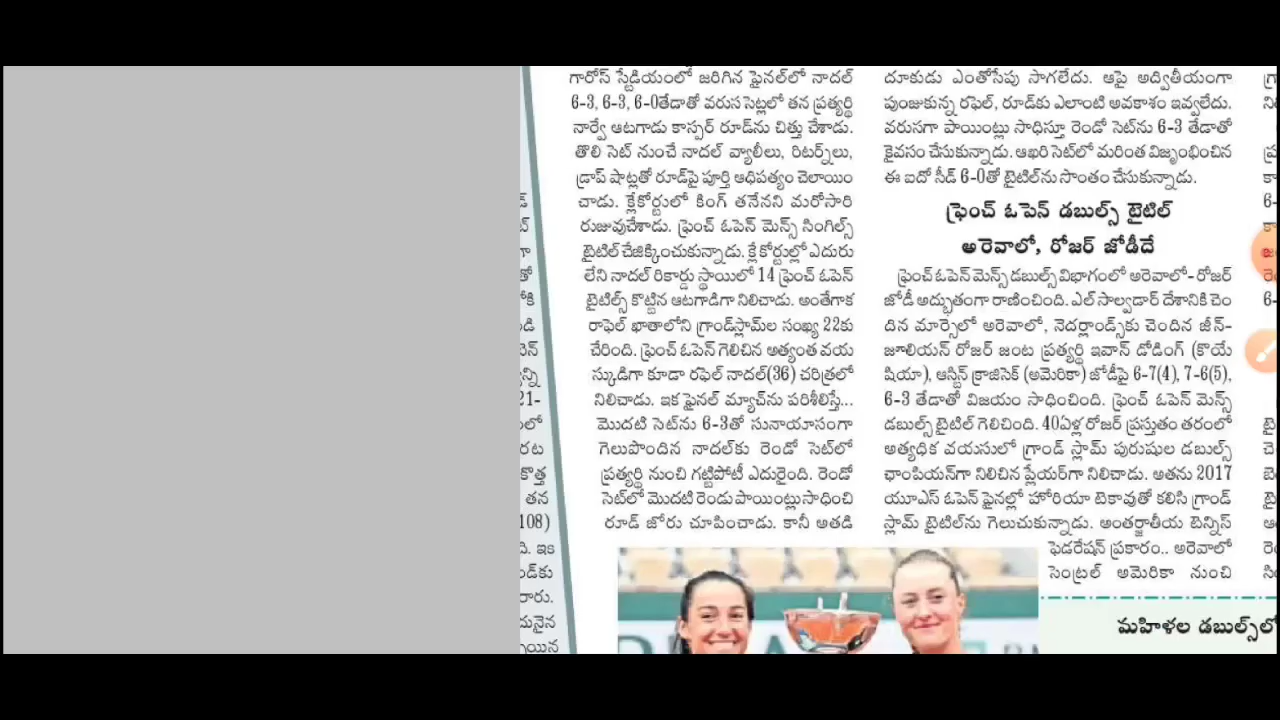 గారోస్ స్టేడియంలో జరిగిన ఫైనల్‌లో నాదల్
6-3, 6-3, 6-0తేడాతో వరుస సెట్లలో తన ప్రత్యర్థి
నార్వే ఆటగాడు కాస్పర్ రూడ్‌ను చిత్తు చేశాడు.
తొలి సెట్ నుంచే నాదల్ వ్యాలీలు, రిటర్న్‌లు,
డ్రాప్ షాట్లతో రూడ్‌పై పూర్తి ఆధిపత్యం చెలాయిం
చాడు. క్లేకోర్టులో కింగ్ తనేనని మరోసారి
రుజువుచేశాడు. ఫ్రెంచ్ ఓపెన్ మెన్స్ సింగిల్స్
టైటిల్ చేజిక్కించుకున్నాడు. క్లే కోర్టుల్లో ఎదురు
లేని నాదల్ రికార్డు స్థాయిలో 14 ఫ్రెంచ్ ఓపెన్
టైటిల్స్ కొట్టిన ఆటగాడిగా నిలిచాడు. అంతేగాక
రాఫెల్ ఖాతాలోని గ్రాండ్‌స్లామ్‌ల సంఖ్య 22కు
చేరింది. ఫ్రెంచ్ ఓపెన్ గెలిచిన అత్యంత వయ
స్కుడిగా కూడా రఫెల్ నాదల్(36) చరిత్రలో
నిలిచాడు. ఇక ఫైనల్ మ్యాచ్‌ను పరిశీలిస్తే...
మొదటి సెట్‌ను 6-3తో సునాయాసంగా
గెలుపొందిన నాదల్‌కు రెండో సెట్‌లో
ప్రత్యర్థి నుంచి గట్టిపోటీ ఎదురైంది. రెండో
సెట్‌లో మొదటి రెండు పాయింట్లు సాధించి
రూడ్ జోరు చూపించాడు. కానీ అతడి
దూకుడు ఎంతోసేపు సాగలేదు. ఆపై అద్వితీయంగా
పుంజుకున్న రఫెల్, రూడ్‌కు ఎలాంటి అవకాశం ఇవ్వలేదు.
వరుసగా పాయింట్లు సాధిస్తూ రెండో సెట్‌ను 6-3 తేడాతో
కైవసం చేసుకున్నాడు. ఆఖరి సెట్‌లో మరింత విజృంభించిన
ఈ ఐదో సీడ్ 6-0తో టైటిల్‌ను సొంతం చేసుకున్నాడు.
ఫ్రెంచ్ ఓపెన్ డబుల్స్ టైటిల్
అరెవాలో, రోజర్ జోడీదే
ఫ్రెంచ్ ఓపెన్ మెన్స్ డబుల్స్ విభాగంలో అరెవాలో- రోజర్
జోడీ అద్భుతంగా రాణించింది. ఎల్ సాల్వడార్ దేశానికి చెం
దిన మార్సెలో అరెవాలో, నెదర్లాండ్స్‌కు చెందిన జీన్-
జూలియన్ రోజర్ జంట ప్రత్యర్థి ఇవాన్ డోడింగ్ (కొయే
షియా), ఆస్టిన్ క్రాజిసెక్ (అమెరికా) జోడీపై 6-7(4), 7-6(5),
6-3 తేడాతో విజయం సాధించింది. ఫ్రెంచ్ ఓపెన్ మెన్స్
డబుల్స్ టైటిల్ గెలిచింది. 40ఏళ్ల రోజర్ ప్రస్తుతం తరంలో
అత్యధిక వయసులో గ్రాండ్ స్లామ్ పురుషుల డబుల్స్
ఛాంపియన్‌గా నిలిచిన ప్లేయర్‌గా నిలిచాడు. అతను 2017
యూఎస్ ఓపెన్ ఫైనల్లో హోరియా టెకావుతో కలిసి గ్రాండ్
స్లామ్ టైటిల్‌ను గెలుచుకున్నాడు. అంతర్జాతీయ టెన్నిస్
ఫెడరేషన్ ప్రకారం.. అరెవాలో
సెంట్రల్ అమెరికా నుంచి
మహిళల డబుల్స్‌లో